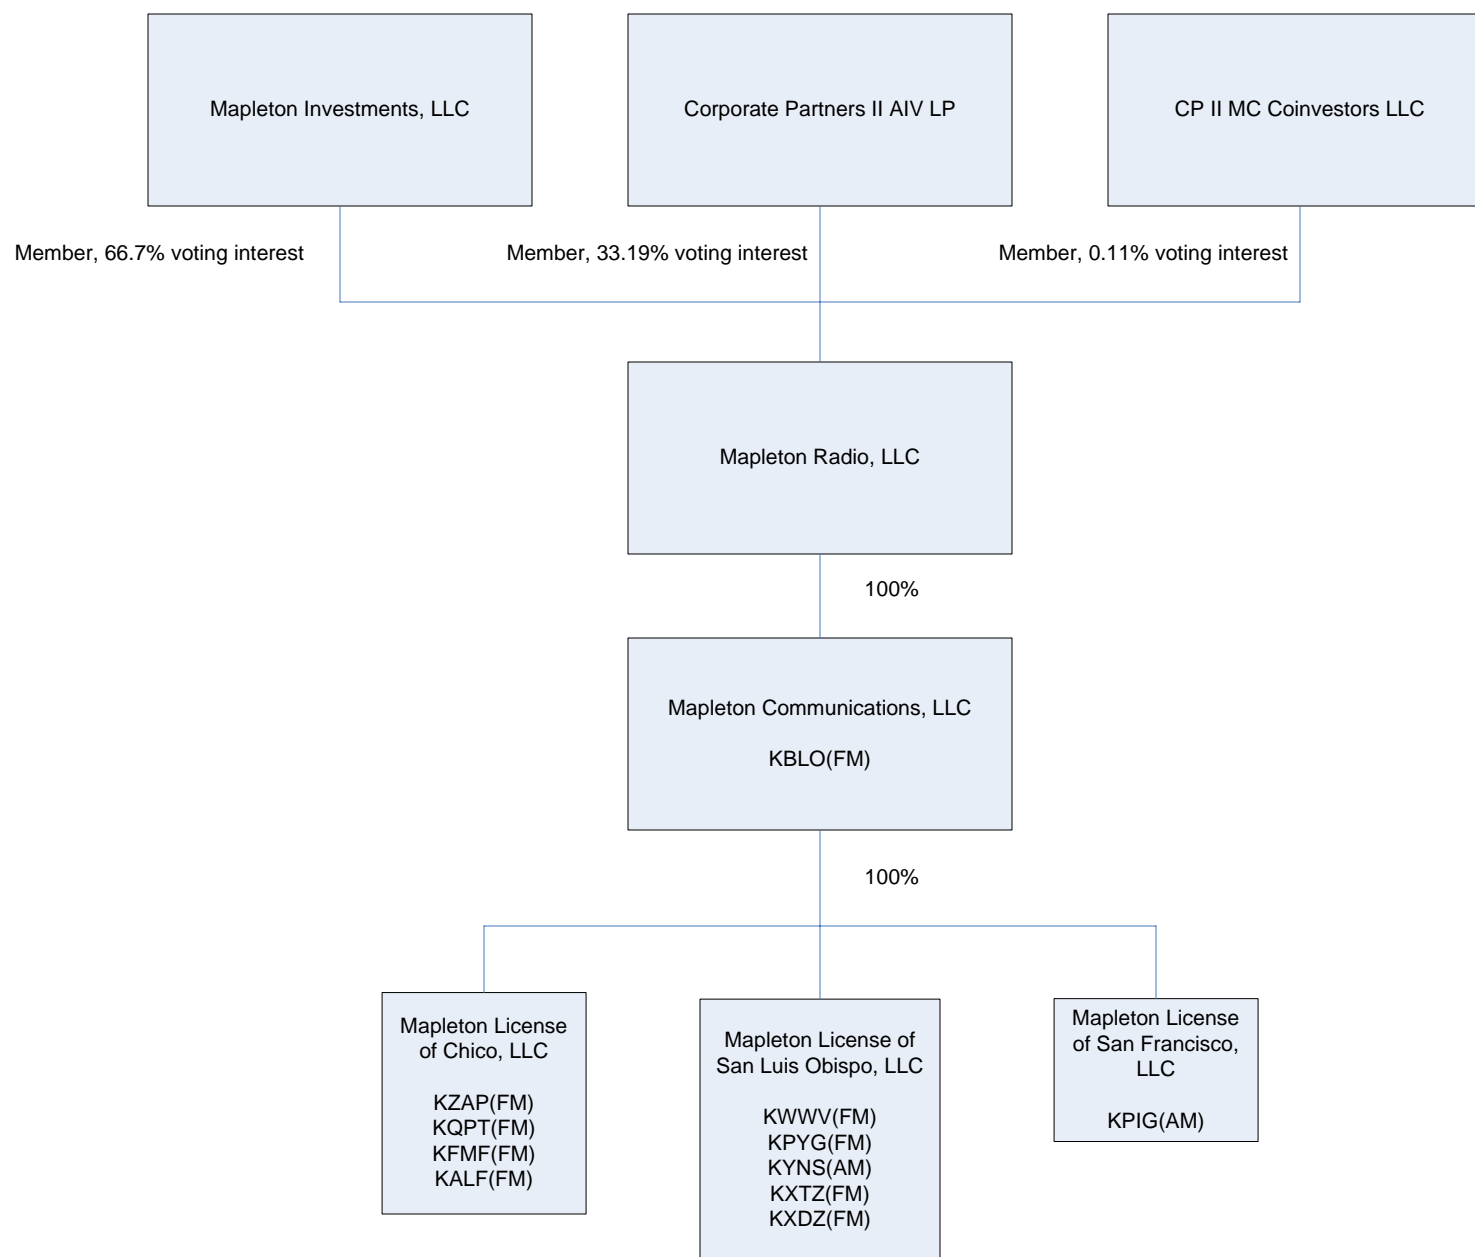 Mapleton Investments, LLC
Corporate Partners II AIV LP
CP II MC Coinvestors LLC
Member, 66.7% voting interest
Member, 33.19% voting interest
Member, 0.11% voting interest
Mapleton Radio, LLC
100%
Mapleton Communications, LLC
KBLO(FM)
100%
Mapleton License
of Chico, LLC
KZAP(FM)
KQPT(FM)
KFMF(FM)
KALF(FM)
Mapleton License of
San Luis Obispo, LLC
KWWV(FM)
KPYG(FM)
KYNS(AM)
KXTZ(FM)
KXDZ(FM)
Mapleton License
of San Francisco,
LLC
KPIG(AM)